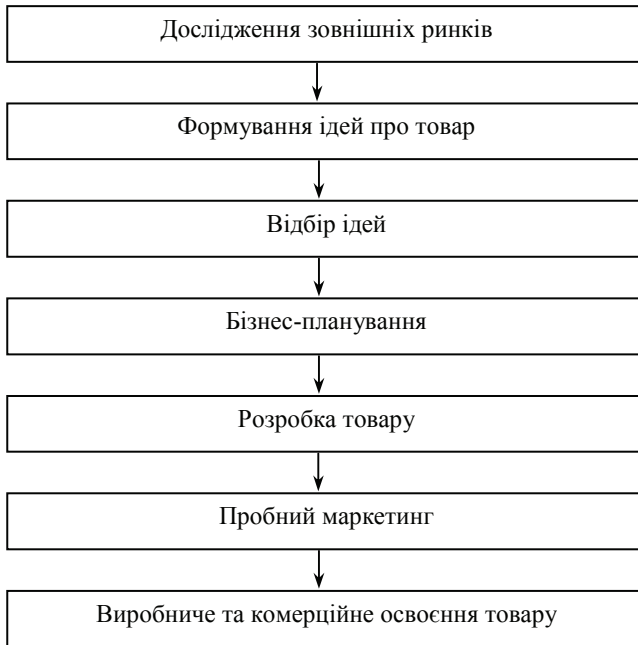 Дослідження зовнішніх ринків
Формування ідей про товар
Відбір ідей
Бізнес-планування
Розробка товару
Пробний маркетинг
Виробниче та комерційне освоєння товару